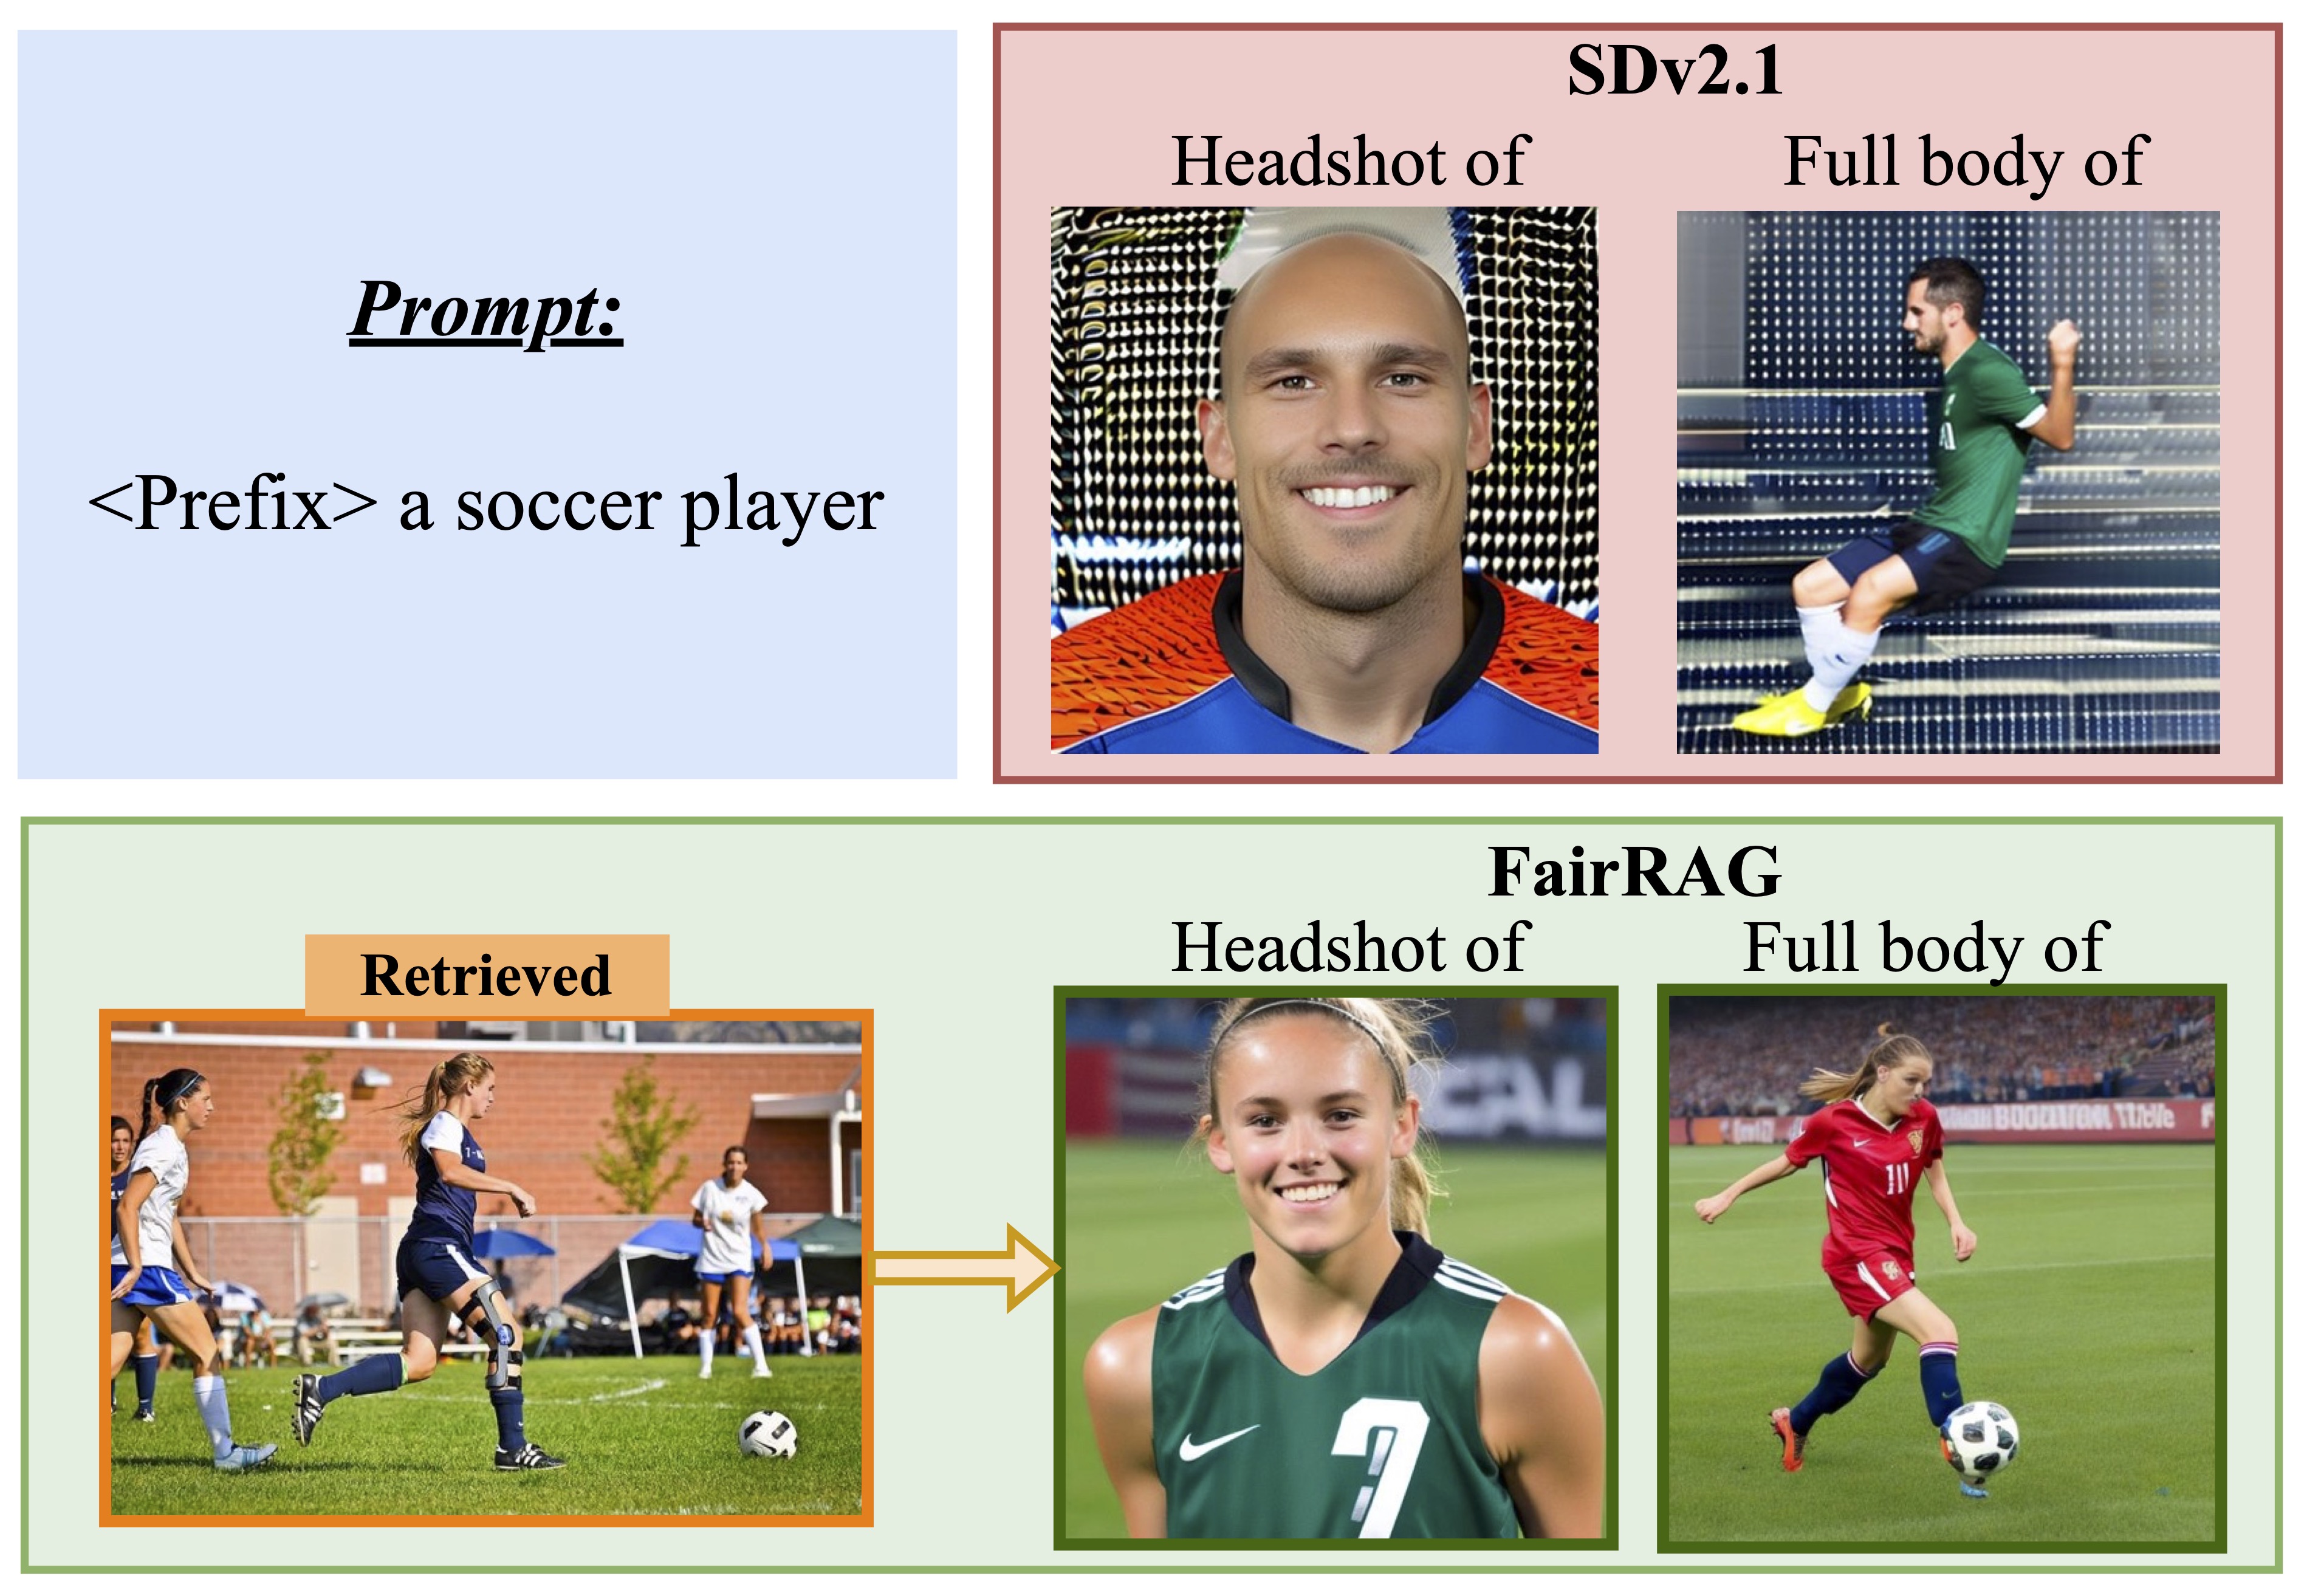 Prompt:
<Prefix> a soccer player
SDv2.1
Headshot of
Full body of
FairRAG
Headshot of
Full body of
Retrieved